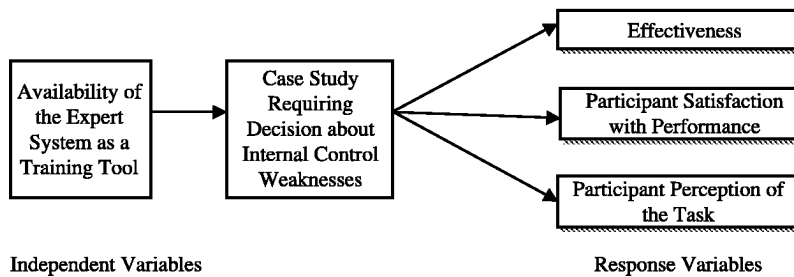 Availability of
the Expert
System as a
Training Tool
Case Study
Requiring
Decision about
Internal Control
Weaknesses
Effectiveness
Participant Satisfaction
with Performance
Participant Perception of
the Task
Independent Variables
Response Variables